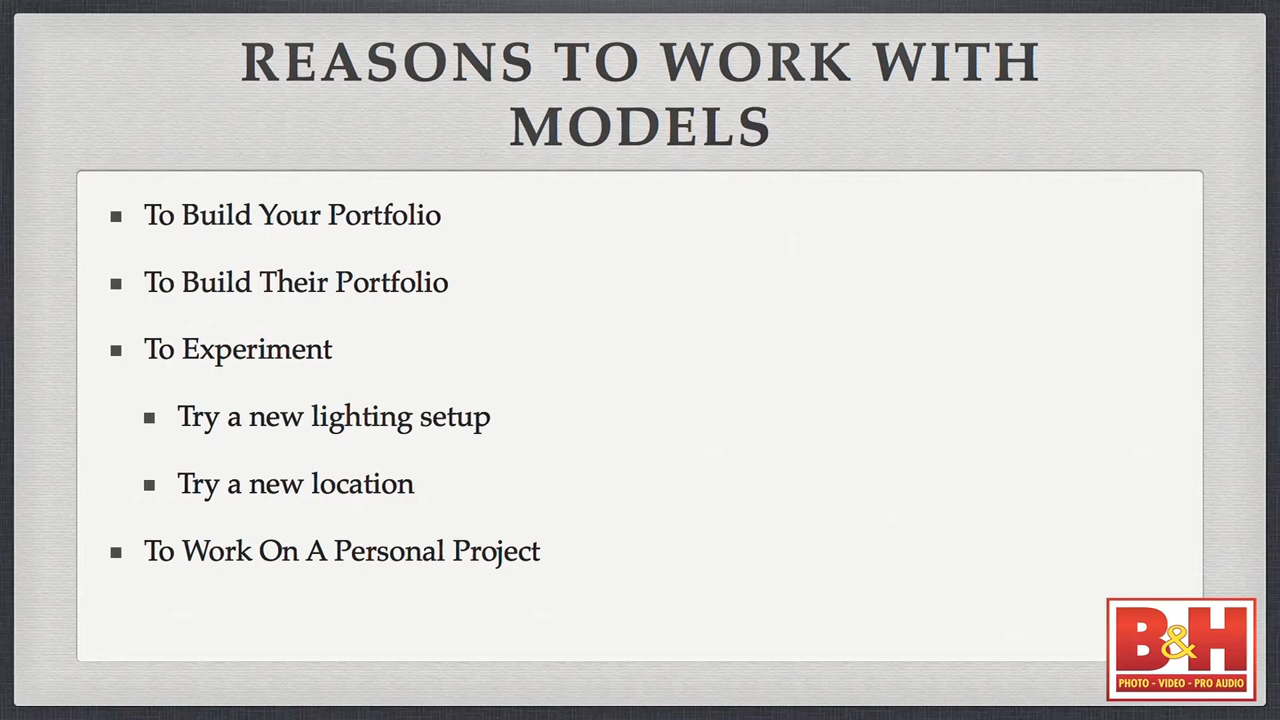 REASONS TO WORK WITH
MODELS
To Build Your Portfolio
To Build Their Portfolio
To Experiment
Try a new lighting setup
Try a new location
To Work On A Personal Project
B&H
PHOTO - VIDEO - PRO AUDIO